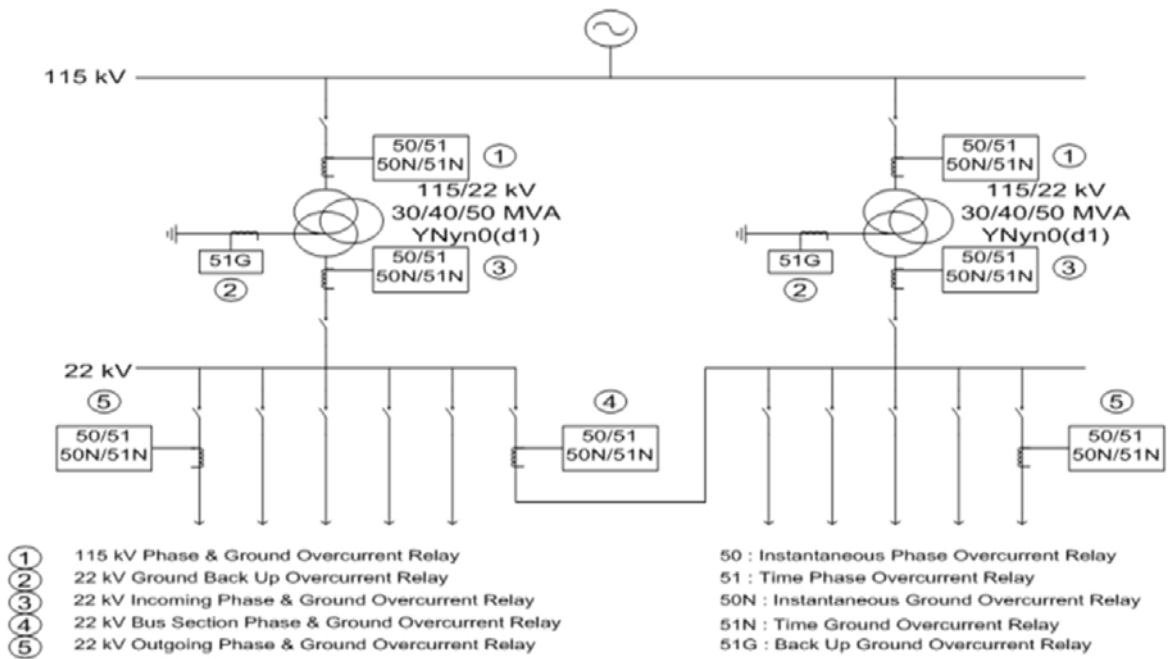 115 kV
50/51
50N/51N
1
115/22 kV
30/40/50 MVA
YNyn0(d1)
51G
2
50/51
50N/51N
3
50/51
50N/51N
1
115/22 kV
30/40/50 MVA
YNyn0(d1)
51G
2
50/51
50N/51N
3
22 kV
5
50/51
50N/51N
4
50/51
50N/51N
5
50/51
50N/51N
1 115 kV Phase & Ground Overcurrent Relay
2 22 kV Ground Back Up Overcurrent Relay
3 22 kV Incoming Phase & Ground Overcurrent Relay
4 22 kV Bus Section Phase & Ground Overcurrent Relay
5 22 kV Outgoing Phase & Ground Overcurrent Relay
50 : Instantaneous Phase Overcurrent Relay
51 : Time Phase Overcurrent Relay
50N : Instantaneous Ground Overcurrent Relay
51N : Time Ground Overcurrent Relay
51G : Back Up Ground Overcurrent Relay